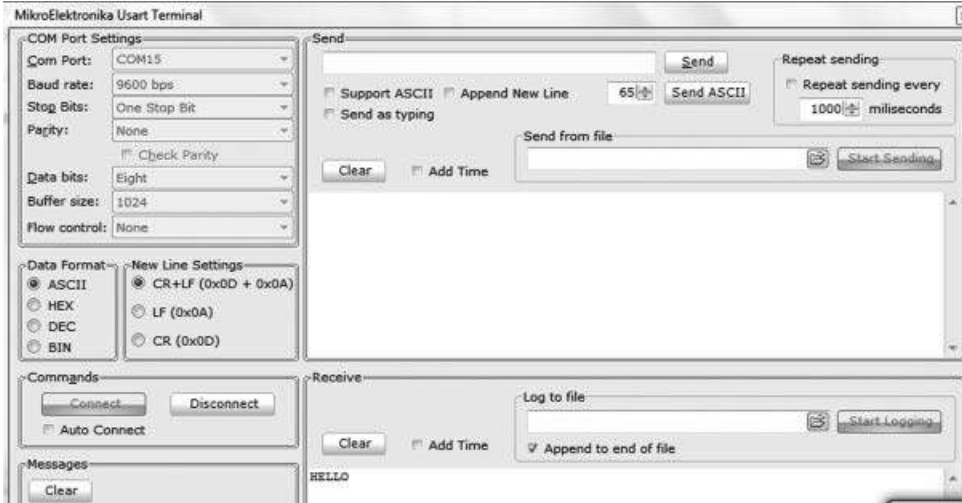 MikroElektronika Usart Terminal
COM Port Settings
Com Port: COM15
Baud rate: 9600 bps
Stop Bits: One Stop Bit
Parity: None
Check Parity
Data bits: Eight
Buffer size: 1024
Flow control: None
Data Format
ASCII
HEX
DEC
BIN
New Line Settings
CR+LF (0x0D + 0x0A)
LF (0x0A)
CR (0x0D)
Commands
Connect Disconnect
Auto Connect
Messages
Clear
Send
Send
Support ASCII Append New Line 65 Send ASCII
Send as typing
Repeat sending
Repeat sending every
1000 miliseconds
Send from file
Start Sending
Clear Add Time
Receive
Log to file
Start Logging
Clear Add Time Append to end of file
HELLO